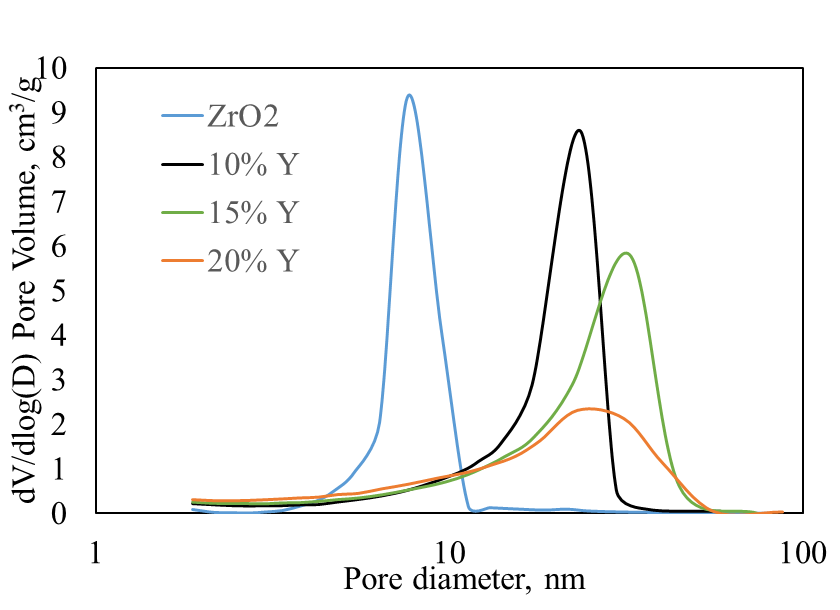 dV/dlog(D) Pore Volume, cm³/g
10
9
8
7
6
5
4
3
2
1
0
ZrO2
10% Y
15% Y
20% Y
1
10
100
Pore diameter, nm